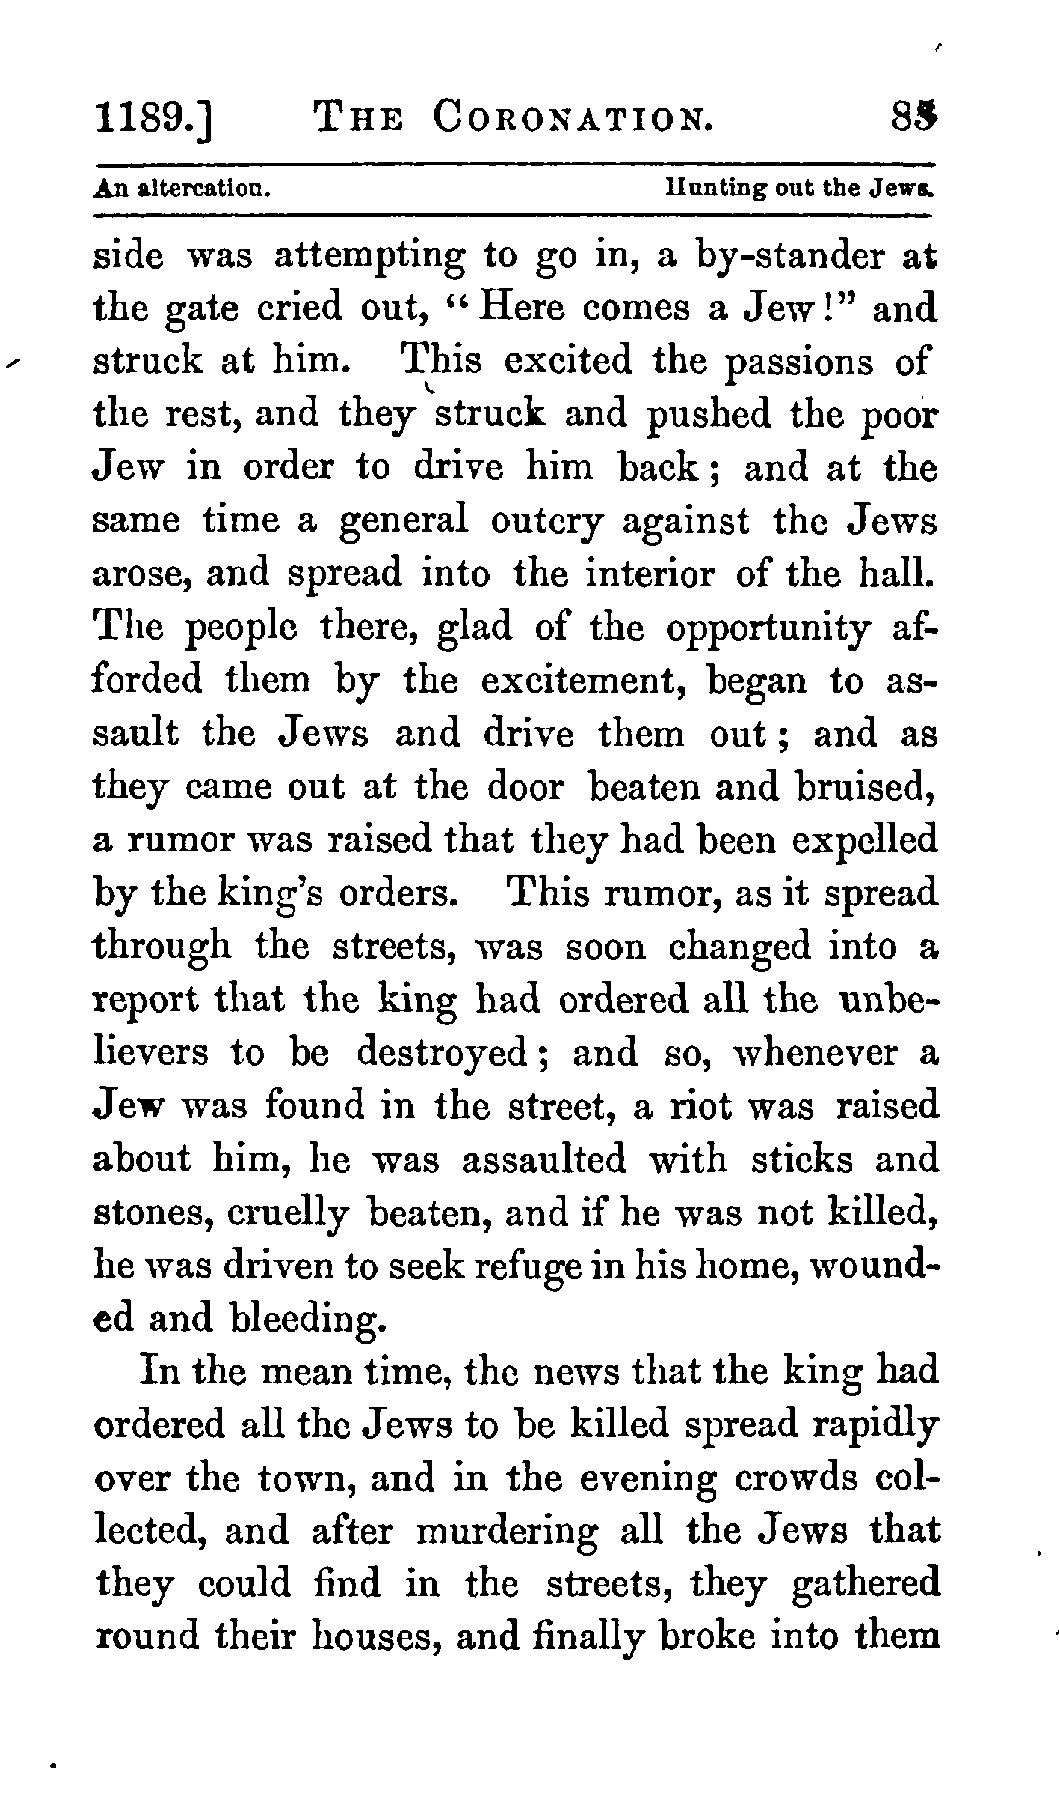 1189.] THE CORONATION. 85
An altercation. Hunting out the Jews.
side was attempting to go in, a by-stander at
the gate cried out, “Here comes a Jew!” and
struck at him. This excited the passions of
the rest, and they struck and pushed the poor
Jew in order to drive him back; and at the
same time a general outcry against the Jews
arose, and spread into the interior of the hall.
The people there, glad of the opportunity af-
forded them by the excitement, began to as-
sault the Jews and drive them out; and as
they came out at the door beaten and bruised,
a rumor was raised that they had been expelled
by the king’s orders. This rumor, as it spread
through the streets, was soon changed into a
report that the king had ordered all the unbe-
lievers to be destroyed; and so, whenever a
Jew was found in the street, a riot was raised
about him, he was assaulted with sticks and
stones, cruelly beaten, and if he was not killed,
he was driven to seek refuge in his home, wound-
ed and bleeding.
In the mean time, the news that the king had
ordered all the Jews to be killed spread rapidly
over the town, and in the evening crowds col-
lected, and after murdering all the Jews that
they could find in the streets, they gathered
round their houses, and finally broke into them